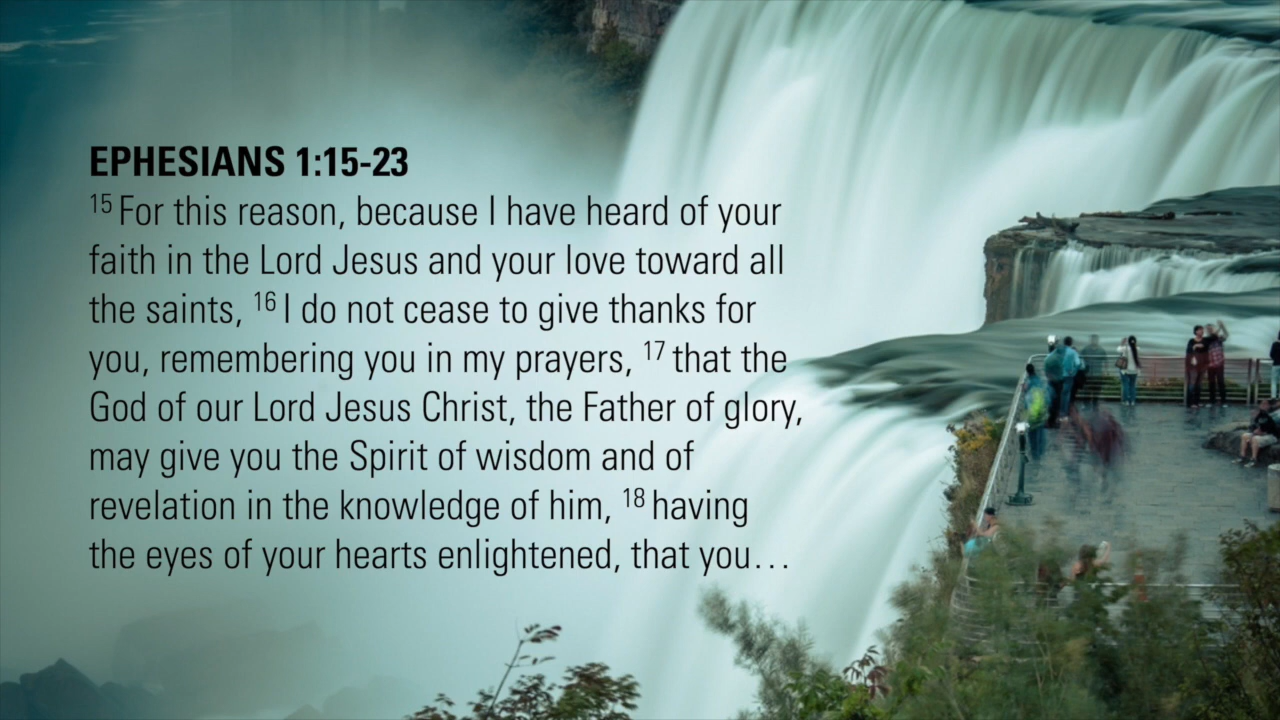 EPHESIANS 1:15-23
15 For this reason, because I have heard of your
faith in the Lord Jesus and your love toward all
the saints, 16 I do not cease to give thanks for
you, remembering you in my prayers, 17 that the
God of our Lord Jesus Christ, the Father of glory,
may give you the Spirit of wisdom and of
revelation in the knowledge of him, 18 having
the eyes of your hearts enlightened, that you…